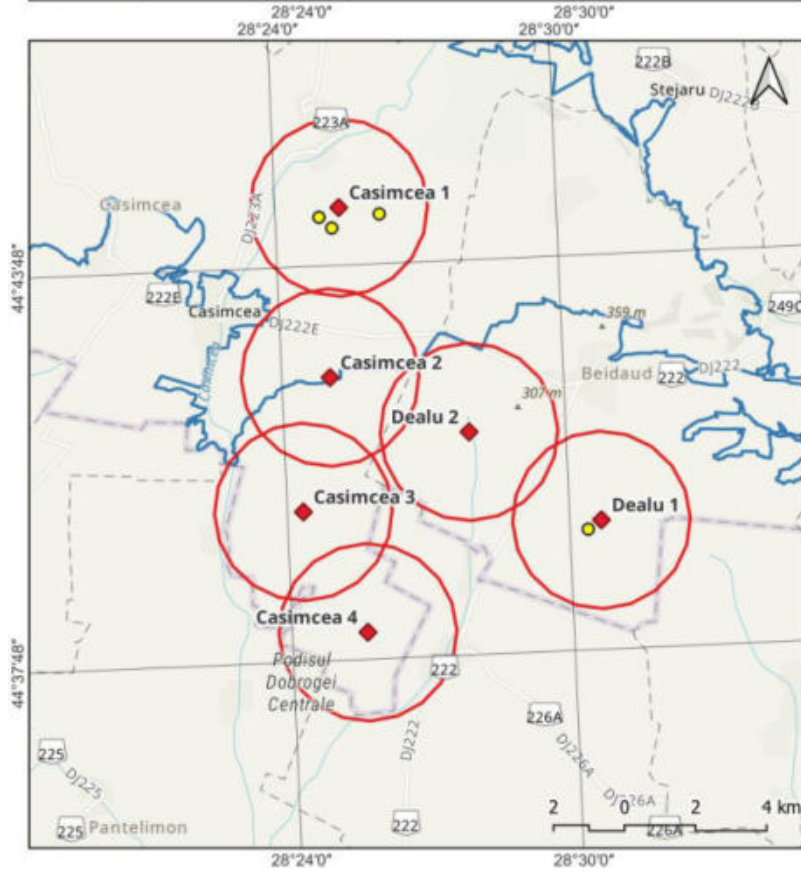 28°24'0" 28°30'0"
28°24'0" 28°30'0"
222B
Stejaru DJ222B
223A
Casimcea 1
Casimcea
DJ223A
44°43'48"
222E
249C
Casimcea
DJ222E
359 m
Casimcea 2
Beidaud
222
DJ222
307 m
Dealu 2
Casimcea 3
Dealu 1
Casimcea 4
Podisul
Dobrogei
Centrale
222
44°37'48"
226A
DJ222
DJ226A
225
DJ225
DJ226A
2 0 2 4 km
225 Pantelimon
222
226A
28°24'0" 28°30'0"